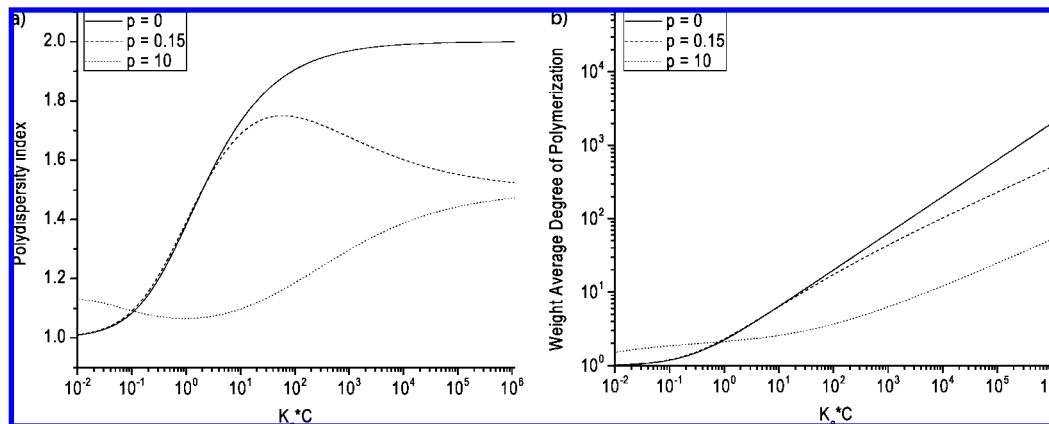 a)
p = 0
p = 0.15
p = 10
2.0
1.8
1.6
1.4
1.2
1.0
Polydispersity index
10⁻² 10⁻¹ 10⁰ 10¹ 10² 10³ 10⁴ 10⁵ 10⁶
K *C
b)
p = 0
p = 0.15
p = 10
10⁴
10³
10²
10¹
10⁰
Weight Average Degree of Polymerization
10⁻² 10⁻¹ 10⁰ 10¹ 10² 10³ 10⁴ 10⁵
K *C